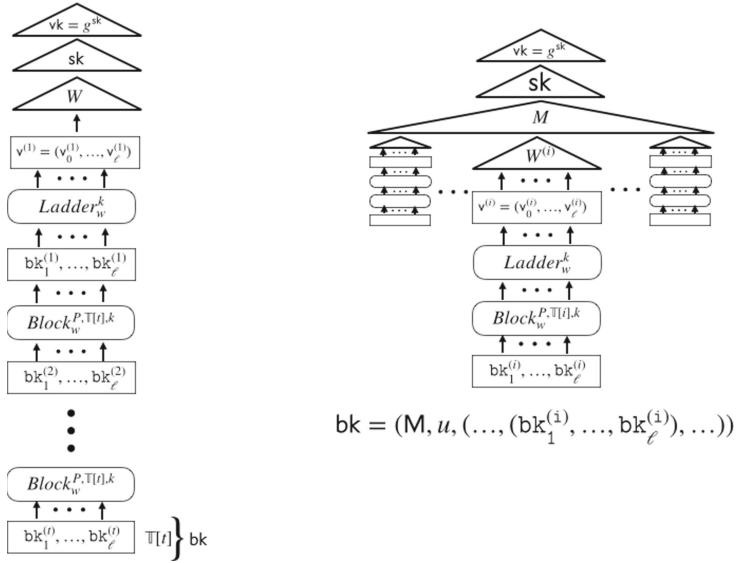 vk = g^sk
sk
W
v^(1) = (v_0^(1), …, v_ℓ^(1))
• • •
Ladder_w^k
• • •
bk_1^(1), …, bk_ℓ^(1)
• • •
Block_w^{P,𝕋[t],k}
• • •
bk_1^(2), …, bk_ℓ^(2)
•
•
•
Block_w^{P,𝕋[t],k}
• • •
bk_1^(t), …, bk_ℓ^(t) 𝕋[t] } bk
vk = g^sk
sk
M
W^(i)
• • •
v^(i) = (v_0^(i), …, v_ℓ^(i))
• • •
Ladder_w^k
• • •
Block_w^{P,𝕋[i],k}
• • •
bk_1^(i), …, bk_ℓ^(i)
bk = (M, u, (…, (bk_1^(i), …, bk_ℓ^(i)), …))